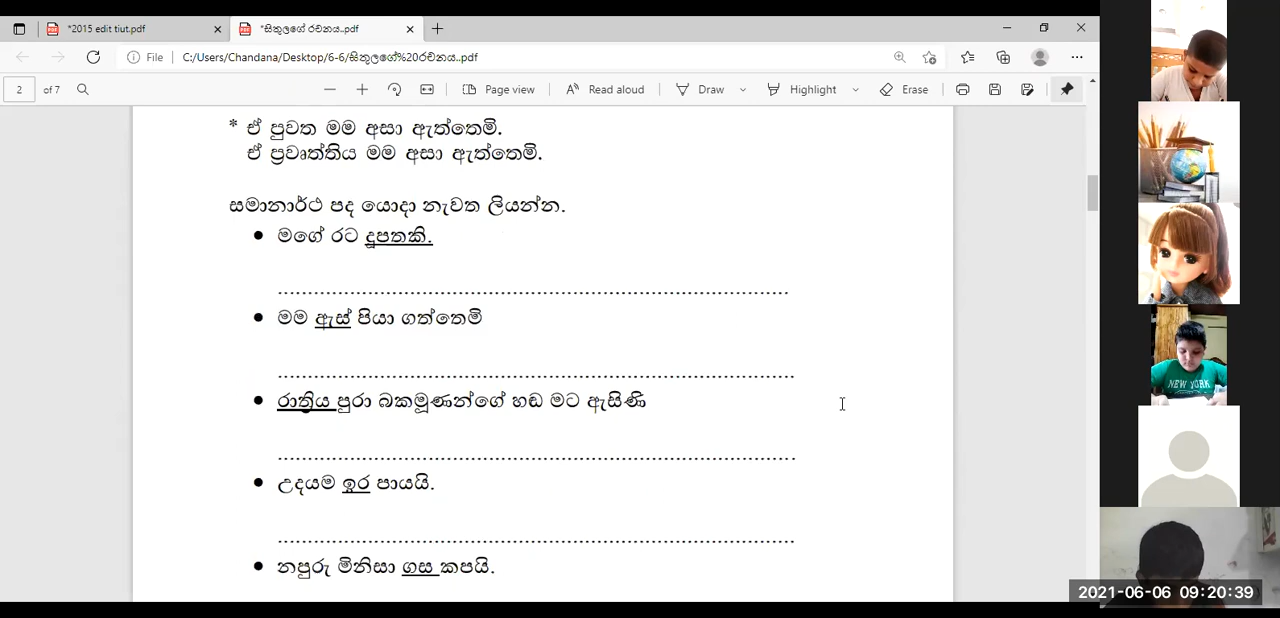 *2015 edit tiut.pdf
*සිතුලගේ රචනය..pdf
File C:/Users/Chandana/Desktop/6-6/සිතුලගේ%20රචනය..pdf
2 of 7 Page view Read aloud Draw Highlight Erase
* ඒ පුවත මම අසා ඇත්තෙමි.
ඒ ප්‍රවෘත්තිය මම අසා ඇත්තෙමි.
සමානාර්ථ පද යොදා නැවත ලියන්න.
• මගේ රට දූපතකි.
................................................................................
• මම ඇස් පියා ගත්තෙමි
................................................................................
• රාත්‍රිය පුරා බකමූණන්ගේ හඬ මට ඇසිණි
................................................................................
• උදයම ඉර පායයි.
................................................................................
• නපුරු මිනිසා ගස කපයි.
NEW YORK
2021-06-06 09:20:39